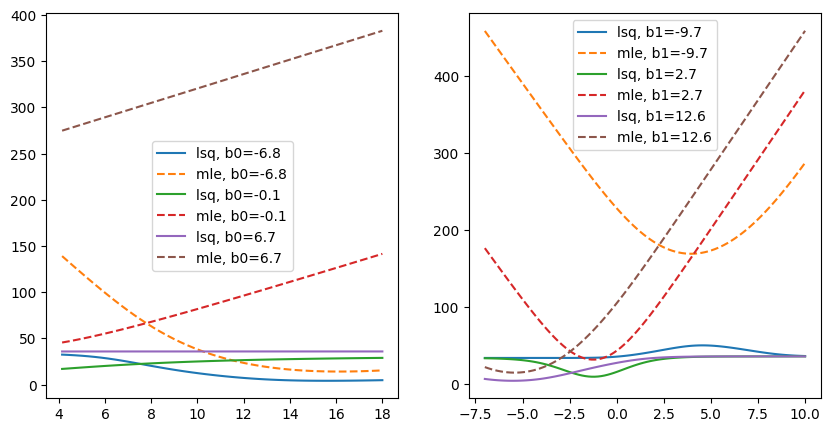 400
350
300
250
200
150
100
50
0
lsq, b0=-6.8
mle, b0=-6.8
lsq, b0=-0.1
mle, b0=-0.1
lsq, b0=6.7
mle, b0=6.7
4 6 8 10 12 14 16 18
400
300
200
100
0
lsq, b1=-9.7
mle, b1=-9.7
lsq, b1=2.7
mle, b1=2.7
lsq, b1=12.6
mle, b1=12.6
−7.5 −5.0 −2.5 0.0 2.5 5.0 7.5 10.0